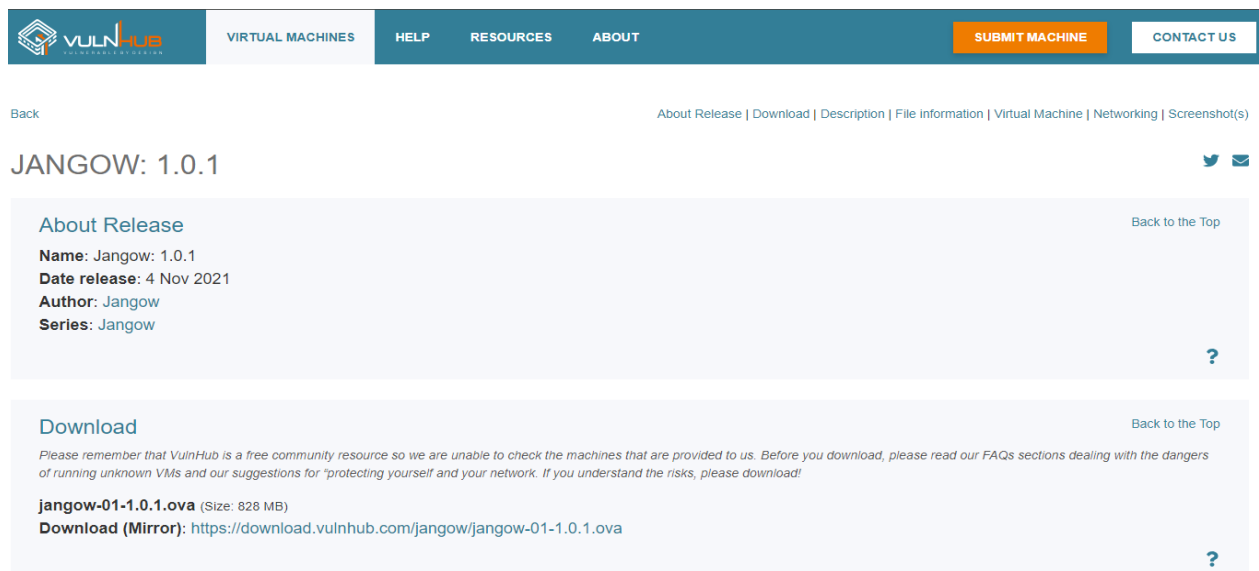 VULNHUB
VULNERABLE BY DESIGN
VIRTUAL MACHINES HELP RESOURCES ABOUT SUBMIT MACHINE CONTACT US
Back About Release | Download | Description | File information | Virtual Machine | Networking | Screenshot(s)
JANGOW: 1.0.1
About Release Back to the Top
Name: Jangow: 1.0.1
Date release: 4 Nov 2021
Author: Jangow
Series: Jangow
?
Download Back to the Top
Please remember that VulnHub is a free community resource so we are unable to check the machines that are provided to us. Before you download, please read our FAQs sections dealing with the dangers
of running unknown VMs and our suggestions for “protecting yourself and your network. If you understand the risks, please download!
jangow-01-1.0.1.ova (Size: 828 MB)
Download (Mirror): https://download.vulnhub.com/jangow/jangow-01-1.0.1.ova
?